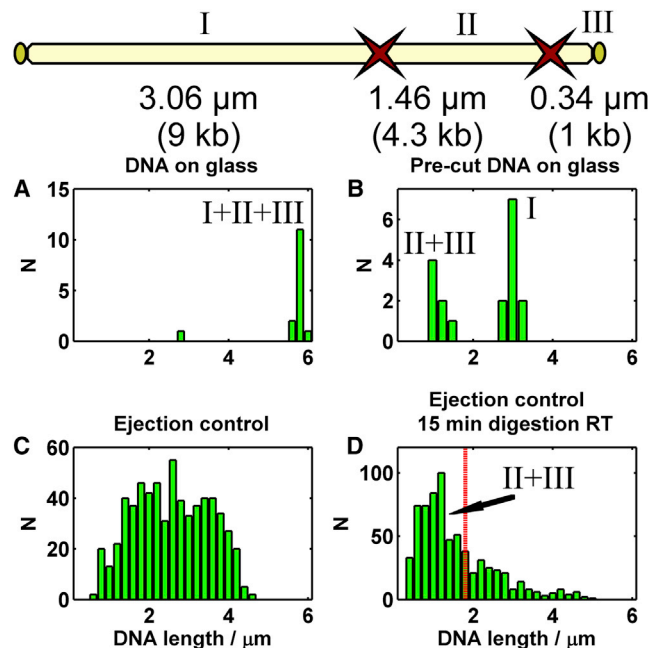 I II III
3.06 μm 1.46 μm 0.34 μm
(9 kb) (4.3 kb) (1 kb)
DNA on glass
A
15
10
5
0
N
I+II+III
2 4 6
Pre-cut DNA on glass
B
6
4
2
0
N
II+III
I
2 4 6
Ejection control
C
60
40
20
0
N
2 4 6
DNA length / μm
Ejection control
15 min digestion RT
D
100
50
0
N
II+III
2 4 6
DNA length / μm